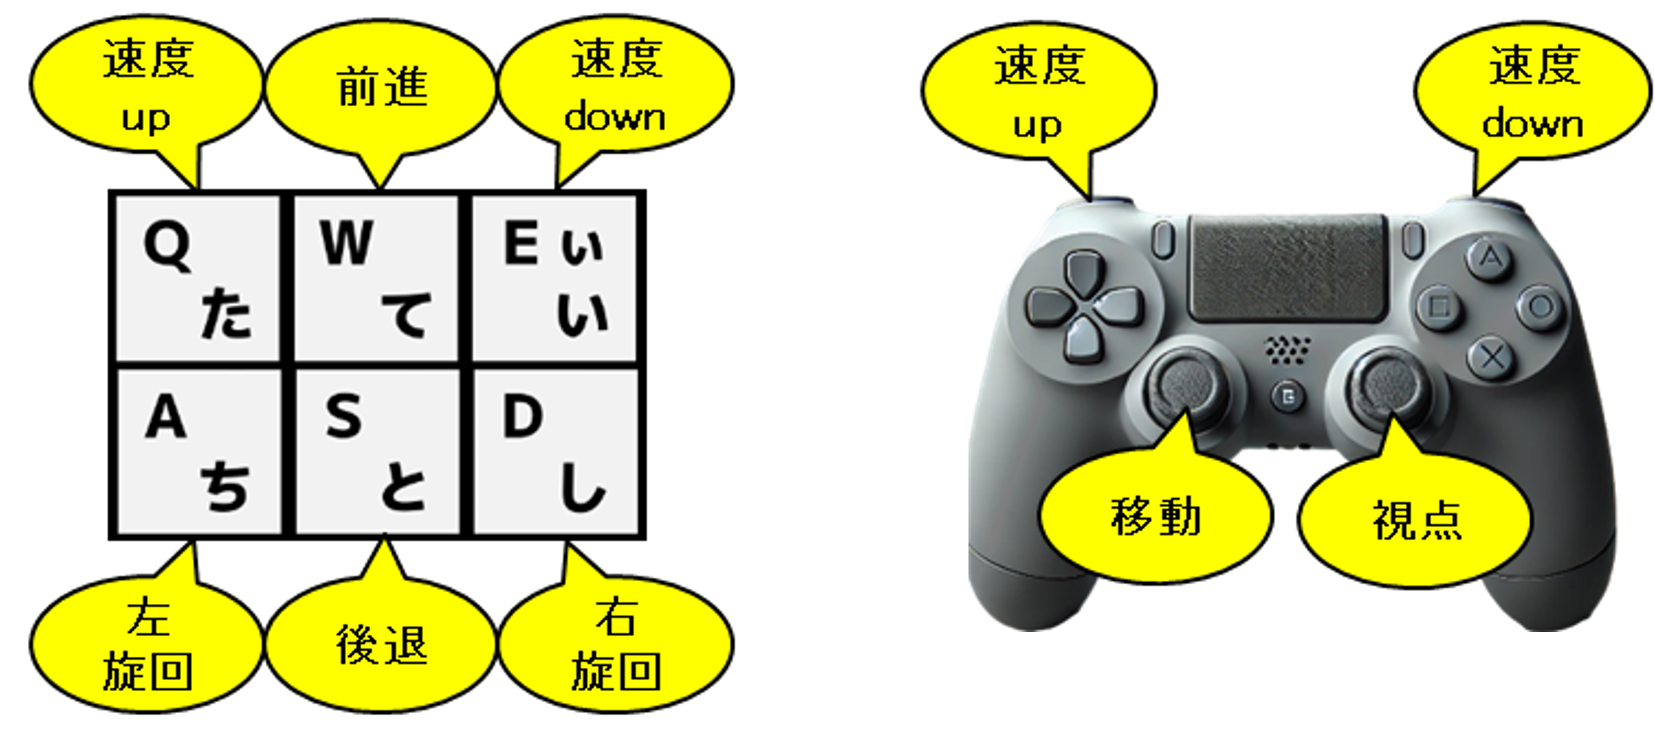 速度
up
前進
速度
down
Q
た
W
て
E ぃ
い
A
ち
S
と
D
し
左
旋回
後退
右
旋回
速度
up
速度
down
移動
視点